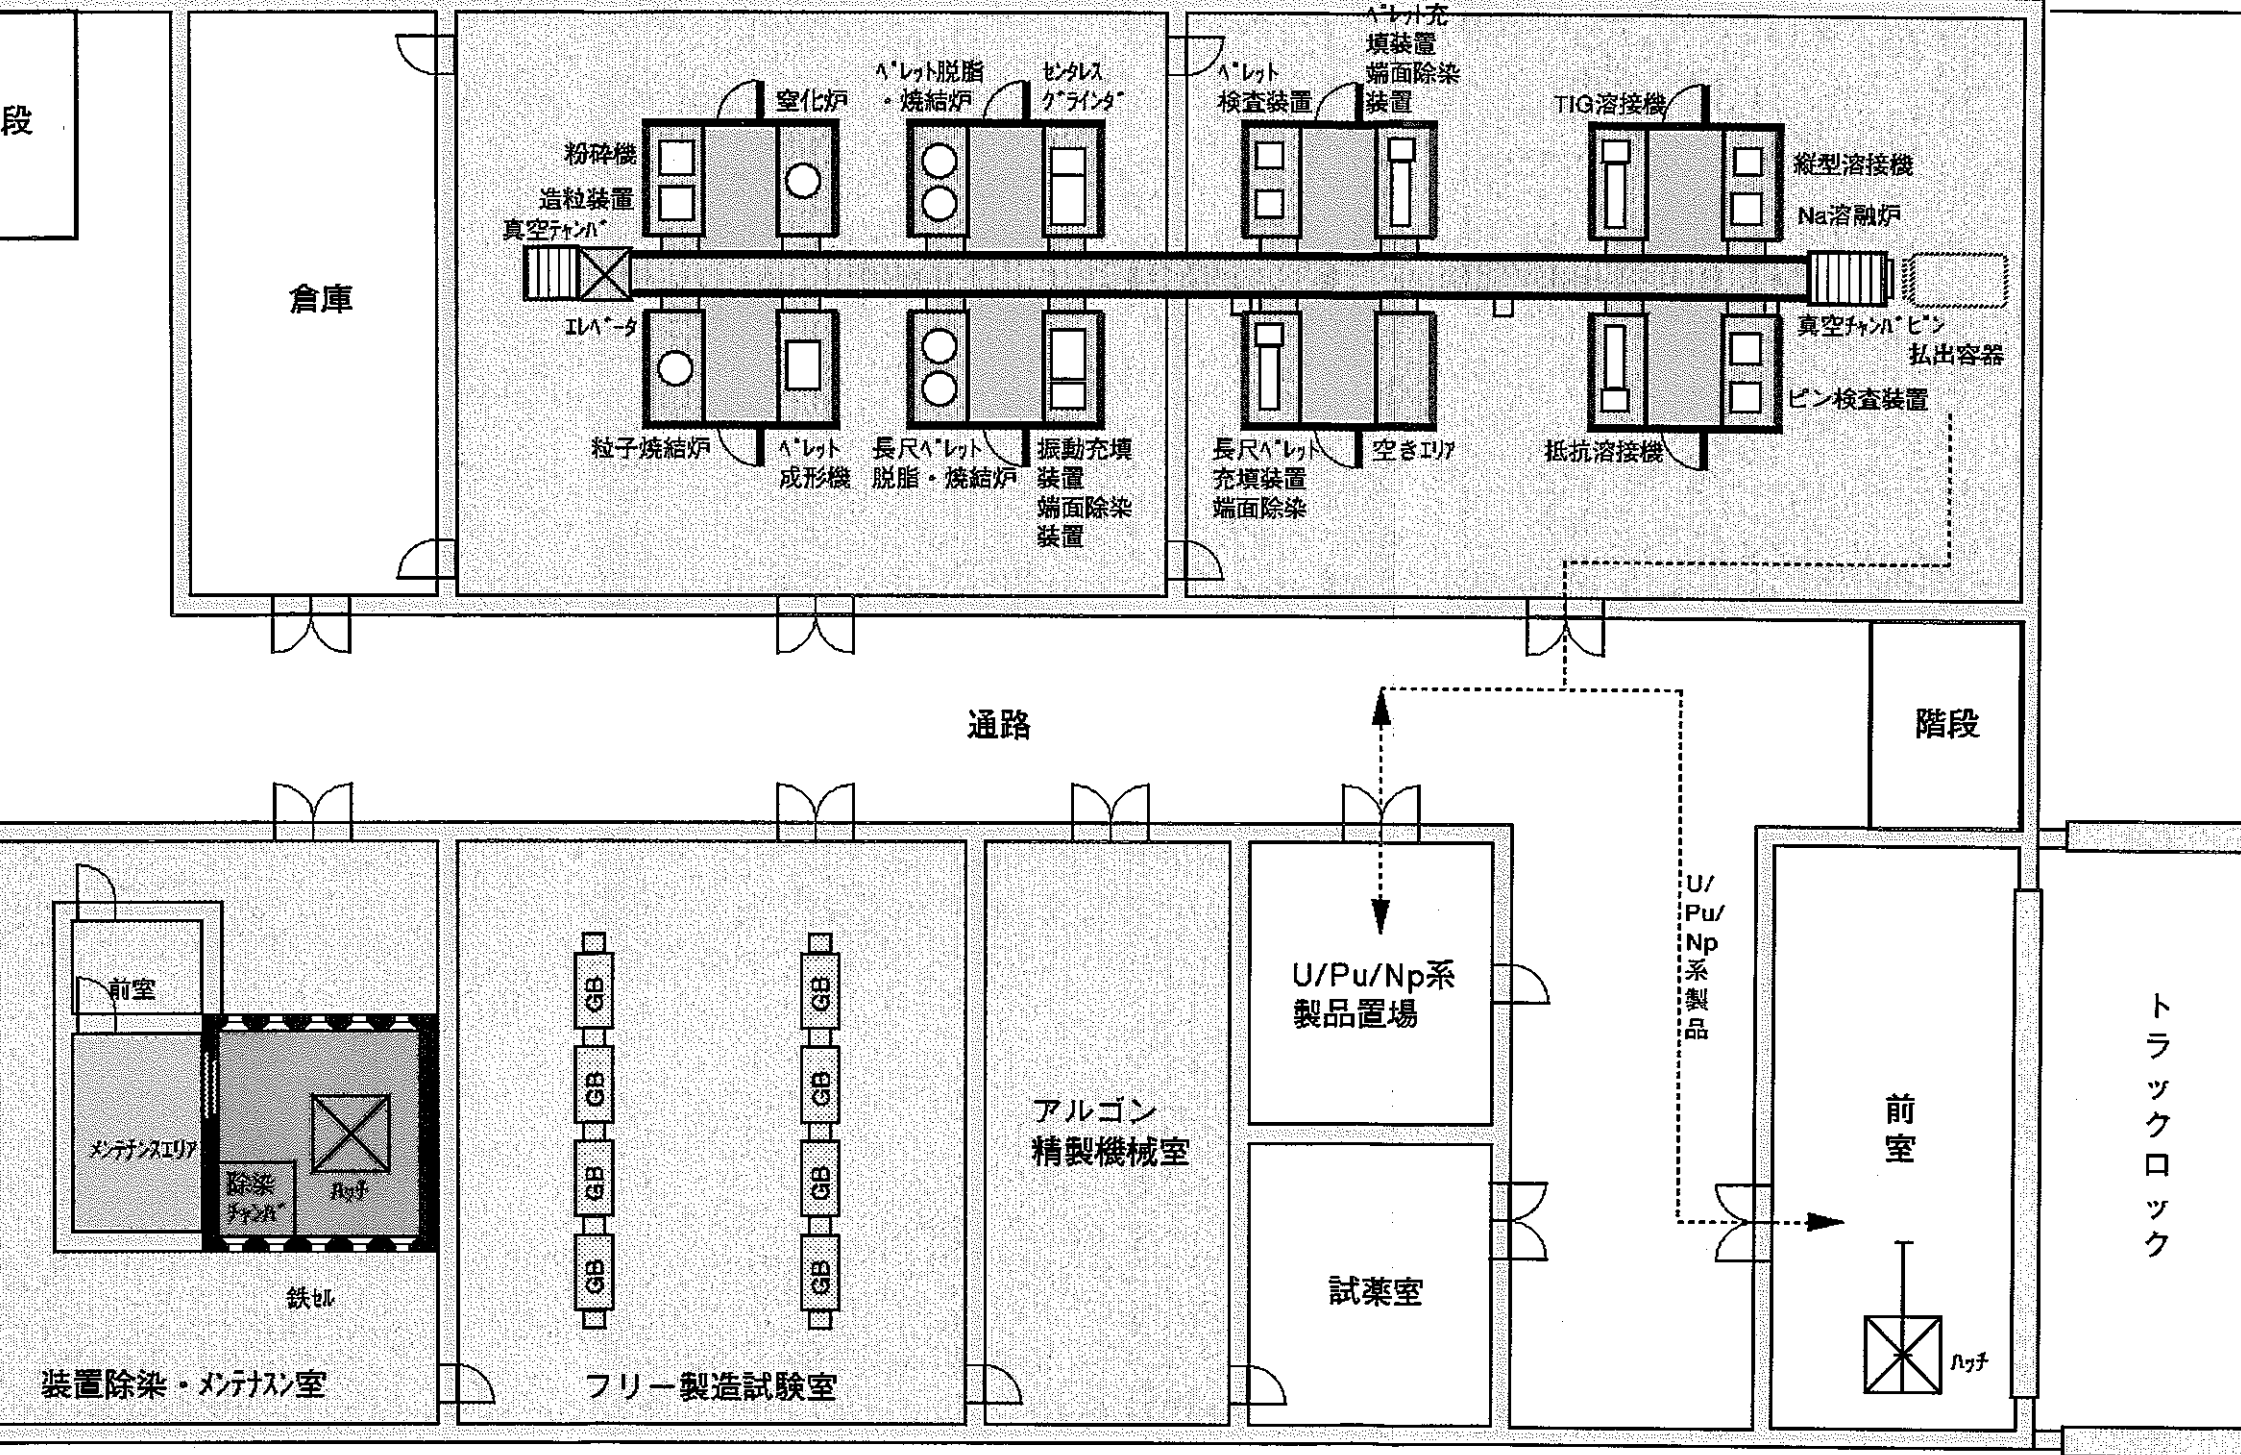 段
倉庫
粉砕機
造粒装置
真空ﾁｬﾝﾊﾞ
ｴﾚﾍﾞｰﾀ
窒化炉
ﾍﾟﾚｯﾄ脱脂
・焼結炉
ｾﾝﾀﾚｽ
ｸﾞﾗｲﾝﾀﾞ
ﾍﾟﾚｯﾄ
検査装置
ﾍﾟﾚｯﾄ充
填装置
端面除染
装置
TIG溶接機
縦型溶接機
Na溶融炉
真空ﾁｬﾝﾊﾞ
ﾋﾟﾝ
払出容器
ピン検査装置
粒子焼結炉
ﾍﾟﾚｯﾄ
成形機
長尺ﾍﾟﾚｯﾄ
脱脂・焼結炉
振動充填
装置
端面除染
装置
長尺ﾍﾟﾚｯﾄ
充填装置
端面除染
空きｴﾘｱ
抵抗溶接機
通路
階段
前室
ﾒﾝﾃﾅﾝｽｴﾘｱ
除染
ﾁｬﾝﾊﾞ
ﾊｯﾁ
鉄ｾﾙ
装置除染・ﾒﾝﾃﾅｽﾝ室
GB
GB
GB
GB
GB
GB
GB
GB
フリー製造試験室
アルゴン
精製機械室
U/Pu/Np系
製品置場
試薬室
U/
Pu/
Np
系
製
品
前
室
ﾊｯﾁ
トラックロック